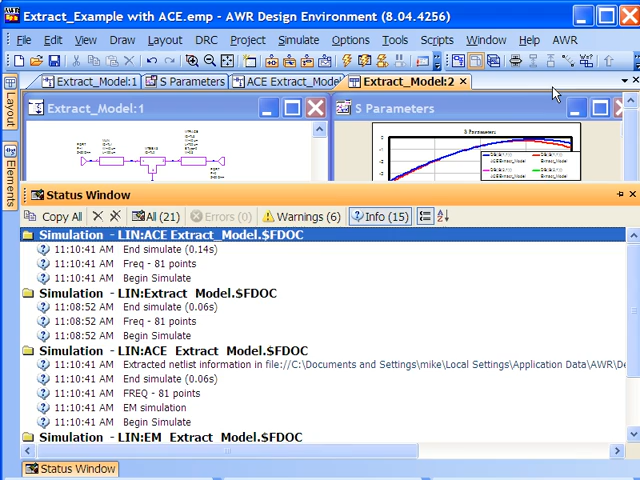 Extract_Example with ACE.emp - AWR Design Environment (8.04.4256)
File Edit View Draw Layout DRC Project Simulate Options Tools Scripts Window Help AWR
Extract_Model:1 S Parameters ACE Extract_Mode Extract_Model:2
Layout
Elements
Extract_Model:1
S Parameters
S Parameters
Status Window
Copy All All (21) Errors (0) Warnings (6) Info (15)
Simulation - LIN:ACE Extract_Model.$FDOC
11:10:41 AM End simulate (0.14s)
11:10:41 AM Freq - 81 points
11:10:41 AM Begin Simulate
Simulation - LIN:Extract_Model.$FDOC
11:08:52 AM End simulate (0.06s)
11:08:52 AM Freq - 81 points
11:08:52 AM Begin Simulate
Simulation - LIN:ACE_Extract_Model.$FDOC
11:10:41 AM Extracted netlist information in file://C:\Documents and Settings\mike\Local Settings\Application Data\AWR\De
11:10:41 AM End simulate (0.06s)
11:10:41 AM FREQ - 81 points
11:10:41 AM EM simulation
11:10:41 AM Begin Simulate
Simulation - LIN:EM_Extract_Model.$FDOC
Status Window